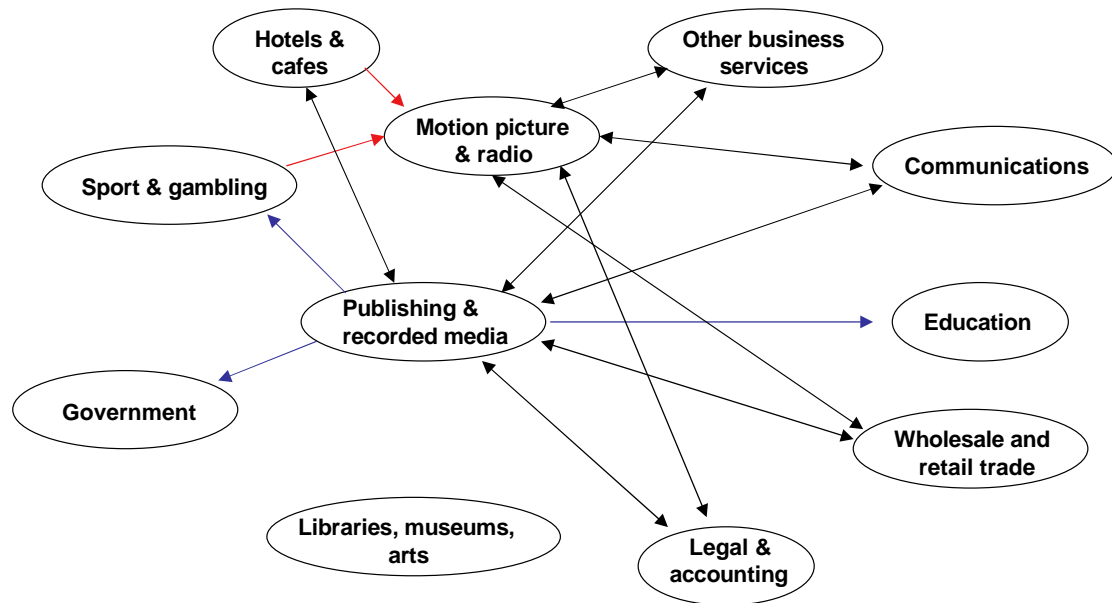 Hotels &
cafes
Other business
services
Motion picture
& radio
Communications
Sport & gambling
Publishing &
recorded media
Education
Government
Wholesale and
retail trade
Libraries, museums,
arts
Legal &
accounting